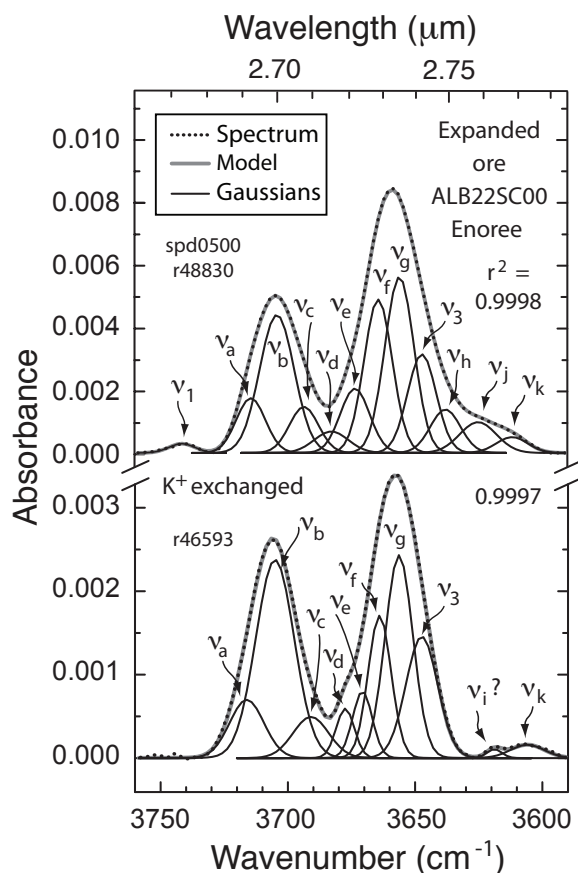 Wavelength (μm)
2.70 2.75
0.010
0.008
0.006
0.004
0.002
0.000
Spectrum
Model
Gaussians
Expanded
ore
ALB22SC00
Enoree
r² =
0.9998
spd0500
r48830
ν1
νa
νb
νc
νd
νe
νf
νg
ν3
νh
νj
νk
Absorbance
K⁺ exchanged
0.9997
r46593
0.003
0.002
0.001
0.000
νa
νb
νc
νd
νe
νf
νg
ν3
νi?
νk
3750 3700 3650 3600
Wavenumber (cm⁻¹)